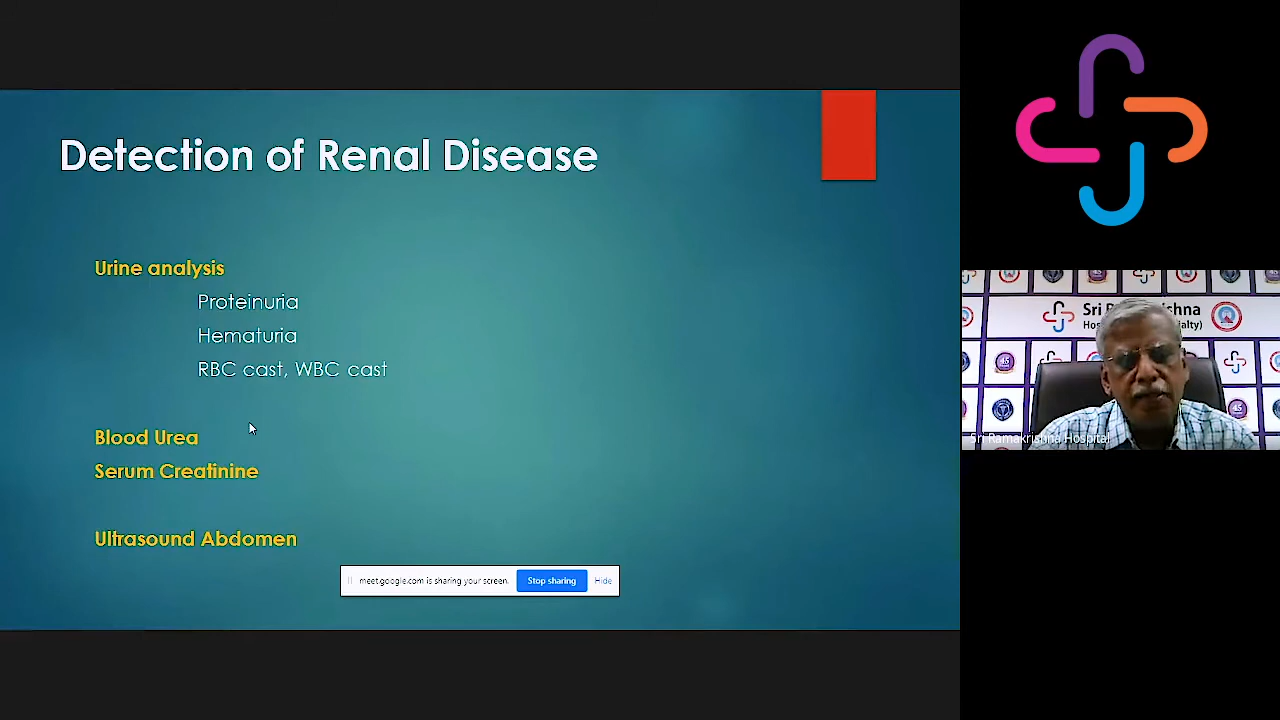 Detection of Renal Disease
Urine analysis
Proteinuria
Hematuria
RBC cast, WBC cast
Blood Urea
Serum Creatinine
Ultrasound Abdomen
meet.google.com is sharing your screen.
Stop sharing
Hide
Sri Ramakrishna Hospital